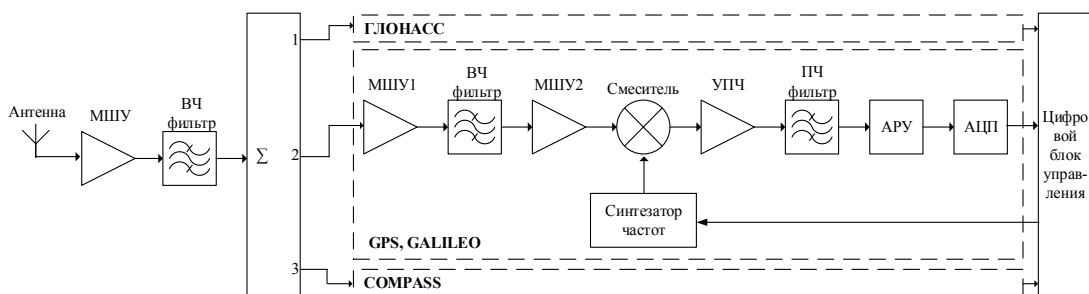 Антенна
МШУ
ВЧ
фильтр
Σ
1
2
3
ГЛОНАСС
МШУ1
ВЧ
фильтр
МШУ2
Смеситель
УПЧ
ПЧ
фильтр
АРУ
АЦП
Синтезатор
частот
GPS, GALILEO
COMPASS
Цифро
вой
блок
управ-
ления